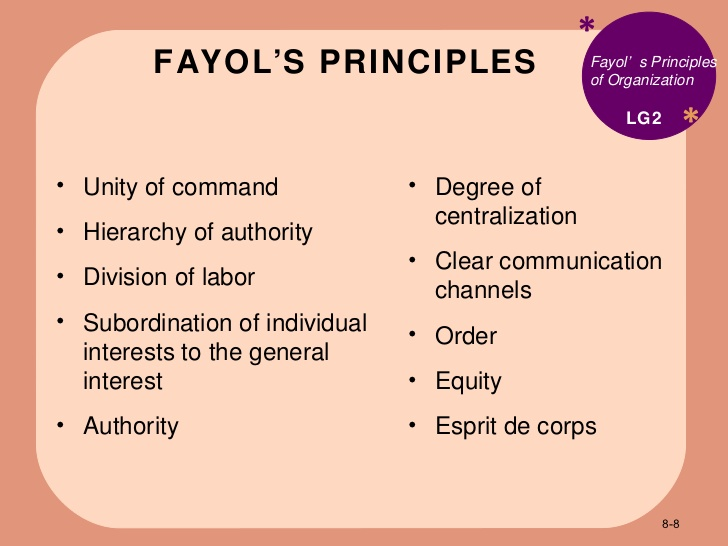 FAYOL’S PRINCIPLES
*
Fayol’ s Principles
of Organization
LG2
*
• Unity of command
• Hierarchy of authority
• Division of labor
• Subordination of individual
interests to the general
interest
• Authority
• Degree of
centralization
• Clear communication
channels
• Order
• Equity
• Esprit de corps
8-8